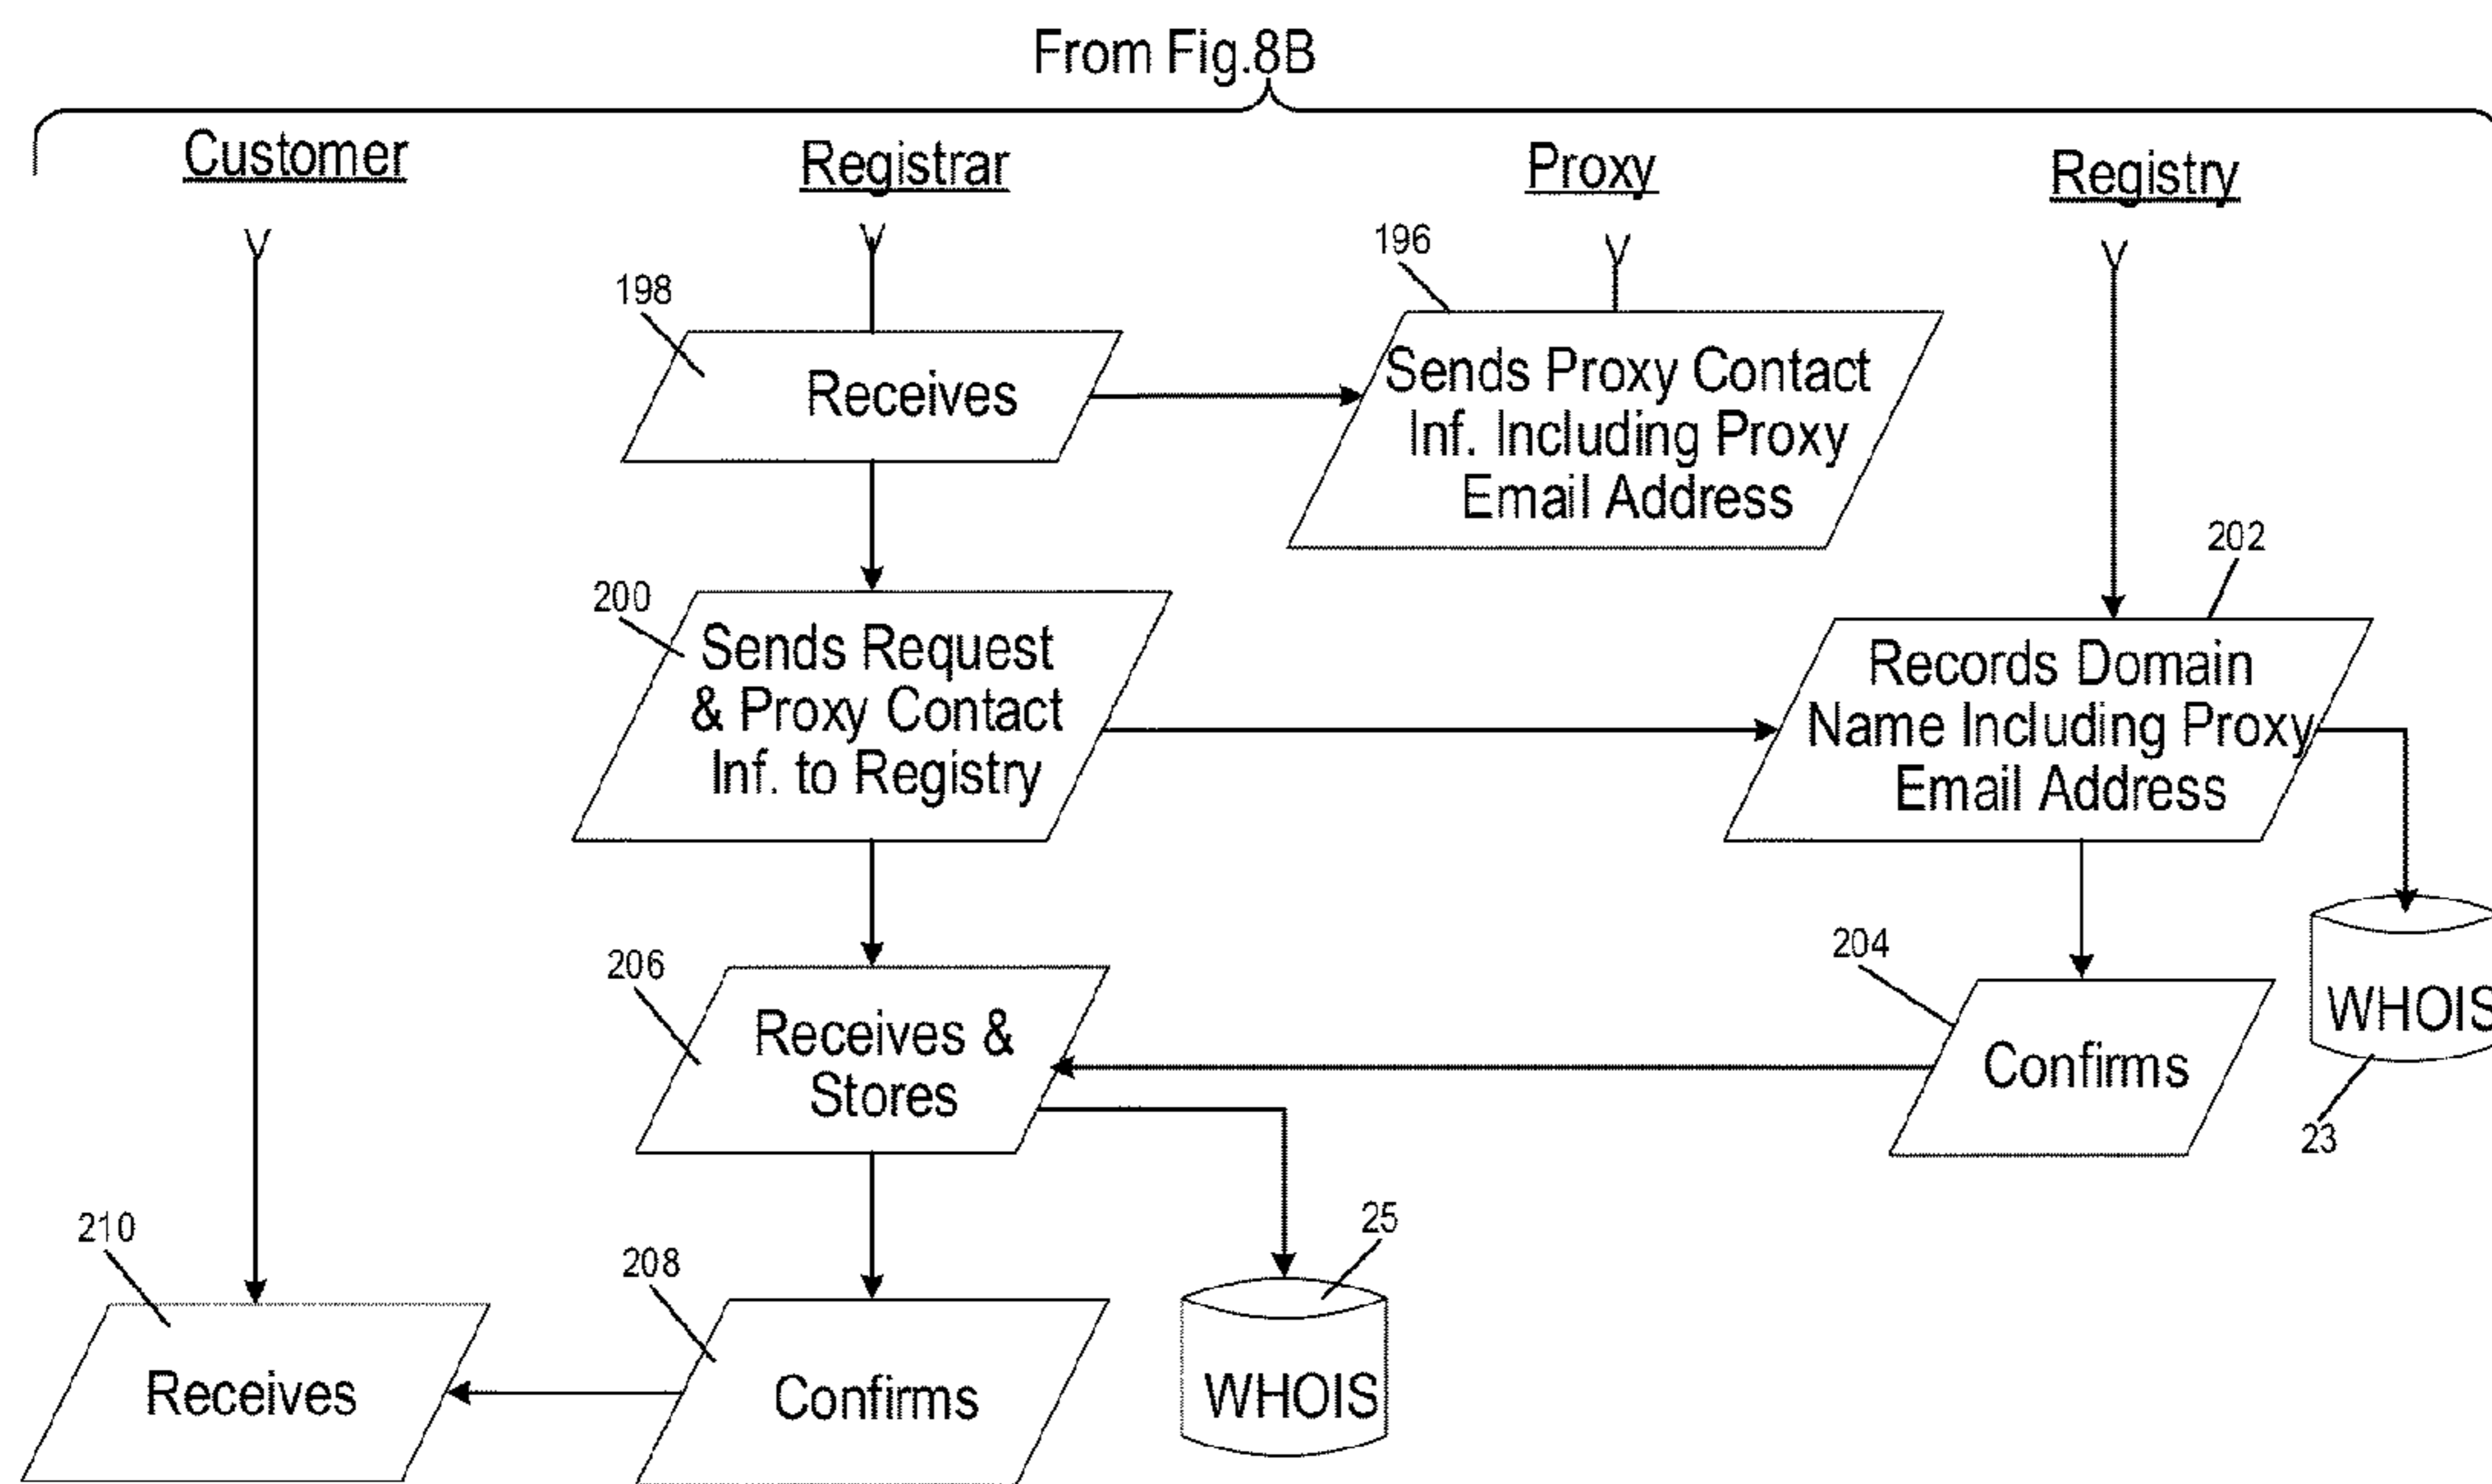 From Fig.8B
Customer
Registrar
Proxy
Registry
196
198
Receives
Sends Proxy Contact
Inf. Including Proxy
Email Address
202
200
Sends Request
& Proxy Contact
Inf. to Registry
Records Domain
Name Including Proxy
Email Address
206
204
Receives &
Stores
Confirms
WHOIS
23
210
208
25
Receives
Confirms
WHOIS